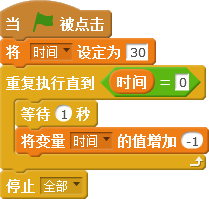 当 被点击
将 时间 设定为 30
重复执行直到 时间 = 0
等待 1 秒
将变量 时间 的值增加 -1
停止 全部